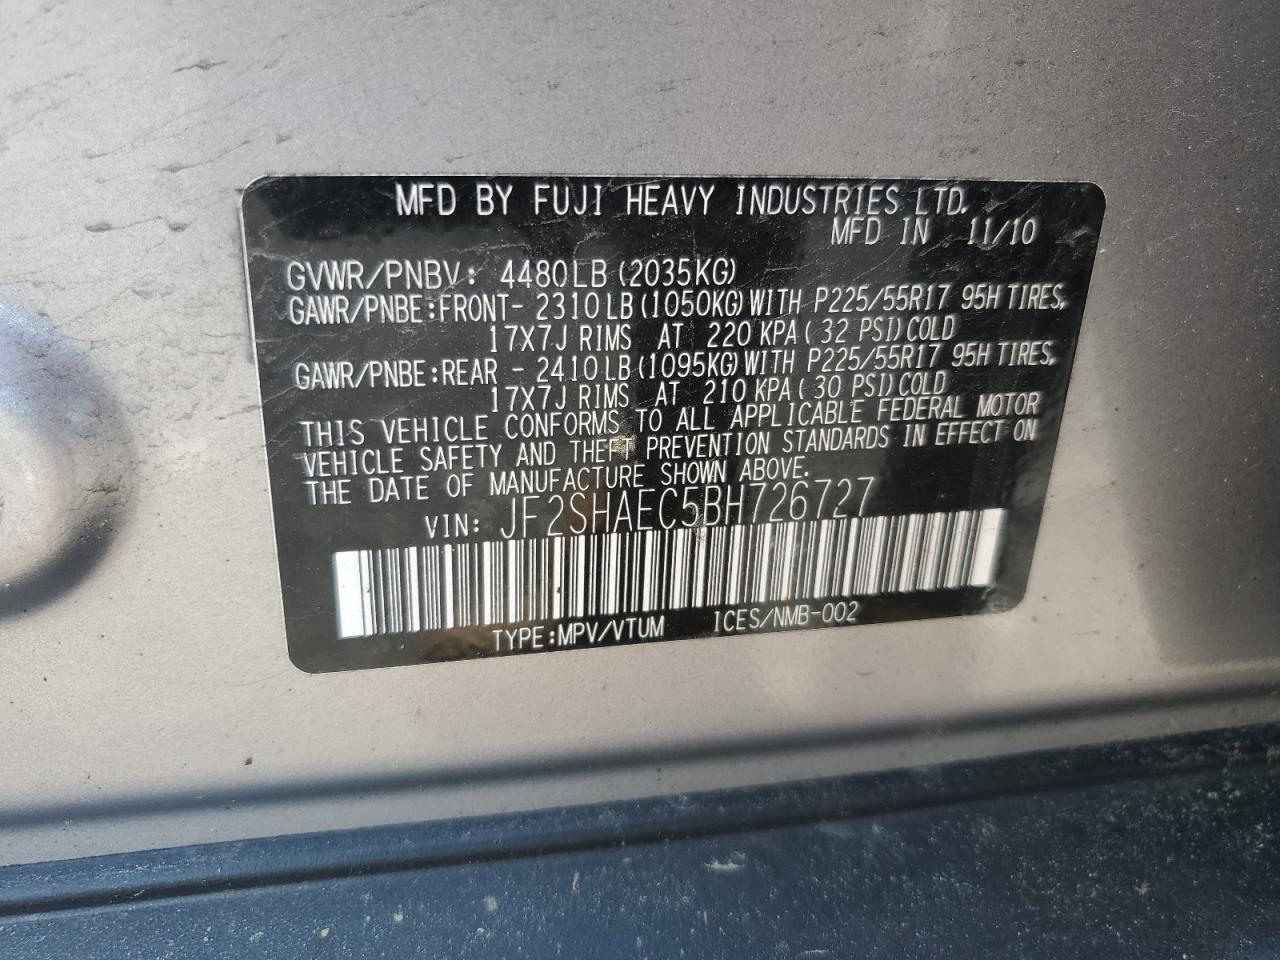 MFD BY FUJI HEAVY INDUSTRIES LTD.
MFD IN 11/10
GVWR/PNBV: 4480LB (2035KG)
GAWR/PNBE:FRONT- 2310LB(1050KG)WITH P225/55R17 95H TIRES,
17X7J RIMS AT 220 KPA(32 PSI)COLD
GAWR/PNBE:REAR - 2410LB(1095KG)WITH P225/55R17 95H TIRES,
17X7J RIMS AT 210 KPA(30 PSI)COLD
THIS VEHICLE CONFORMS TO ALL APPLICABLE FEDERAL MOTOR
VEHICLE SAFETY AND THEFT PREVENTION STANDARDS IN EFFECT ON
THE DATE OF MANUFACTURE SHOWN ABOVE.
VIN: JF2SHAEC5BH726727
TYPE:MPV/VTUM ICES/NMB-002